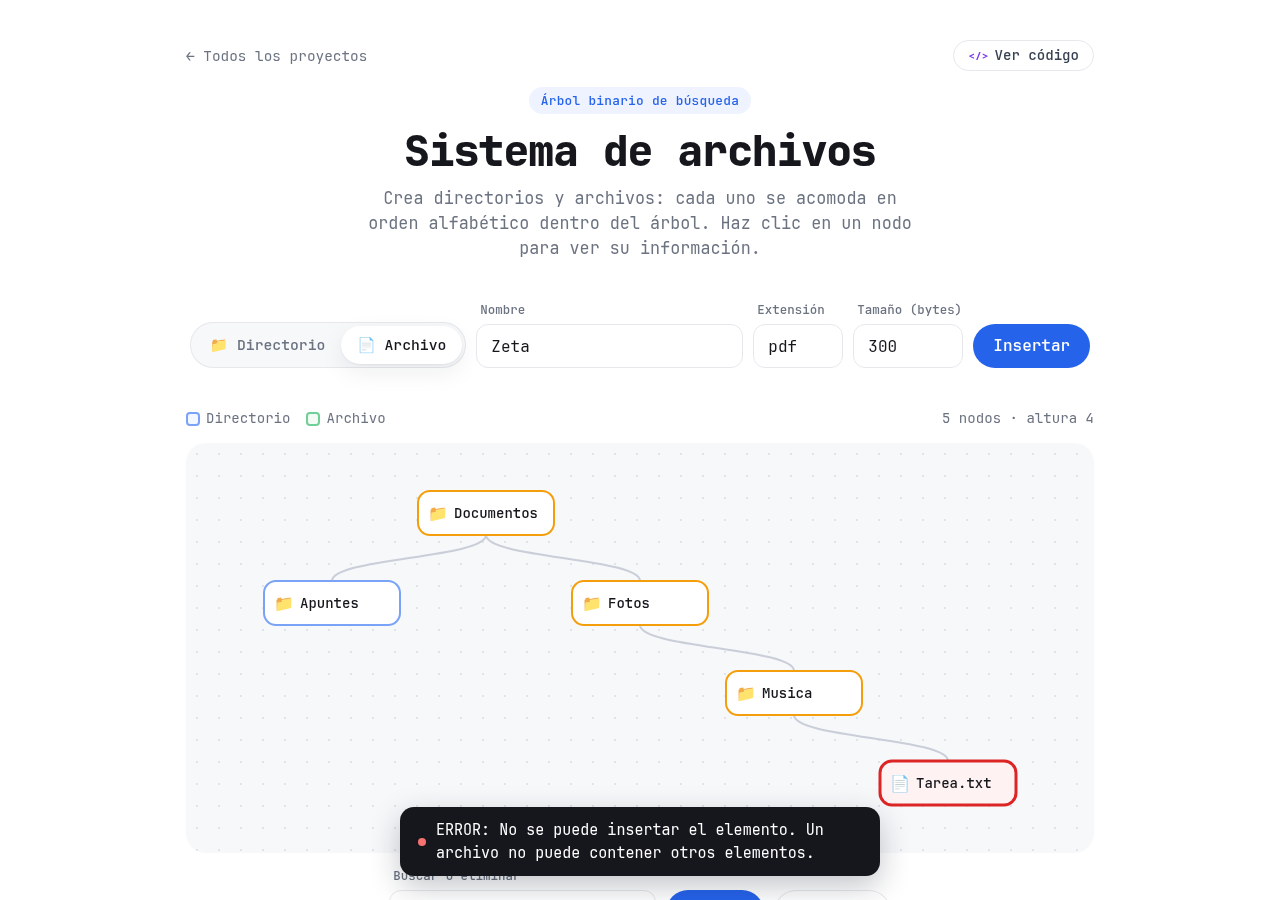 ← Todos los proyectos
</> Ver código
Árbol binario de búsqueda
Sistema de archivos
Crea directorios y archivos: cada uno se acomoda en
orden alfabético dentro del árbol. Haz clic en un nodo
para ver su información.
Nombre
Extensión
Tamaño (bytes)
Directorio
Archivo
Zeta
pdf
300
Insertar
Directorio
Archivo
5 nodos · altura 4
Documentos
Apuntes
Fotos
Musica
Tarea.txt
ERROR: No se puede insertar el elemento. Un
archivo no puede contener otros elementos.
Buscar o eliminar